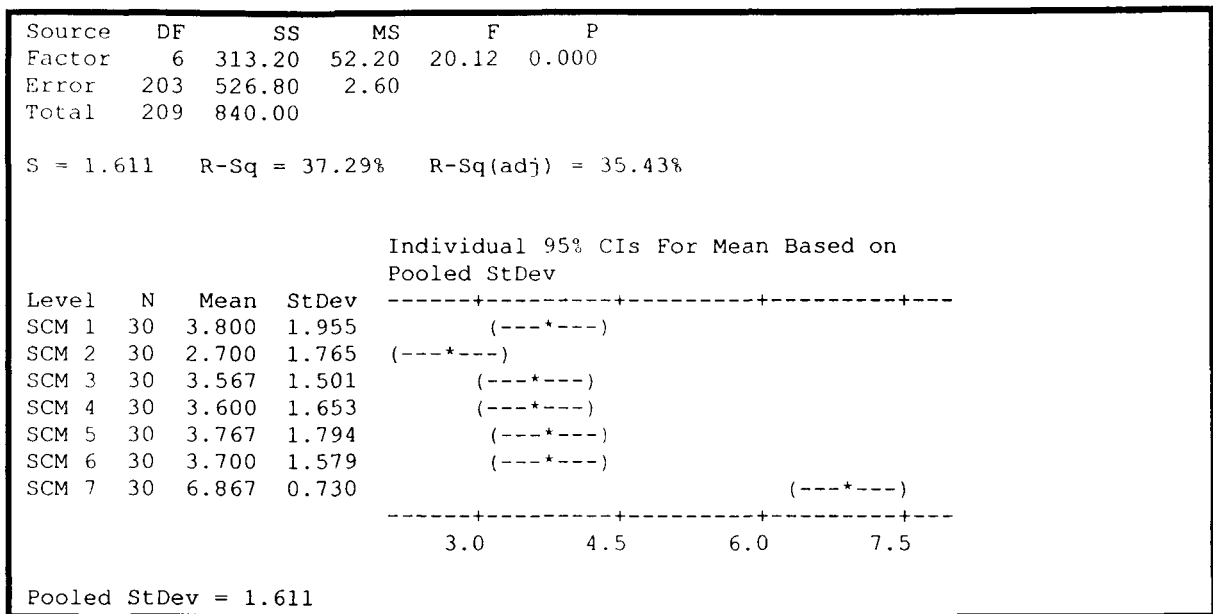 Source    DF      SS     MS      F      P
Factor     6  313.20  52.20  20.12  0.000
Error    203  526.80   2.60
Total    209  840.00
S = 1.611   R-Sq = 37.29%   R-Sq(adj) = 35.43%
Individual 95% CIs For Mean Based on
Pooled StDev
Level   N   Mean  StDev  ------+---------+---------+---------+---
SCM 1  30  3.800  1.955         (---*---)
SCM 2  30  2.700  1.765  (---*---)
SCM 3  30  3.567  1.501        (---*---)
SCM 4  30  3.600  1.653        (---*---)
SCM 5  30  3.767  1.794         (---*---)
SCM 6  30  3.700  1.579         (---*---)
SCM 7  30  6.867  0.730                              (---*---)
------+---------+---------+---------+---
3.0       4.5       6.0       7.5
Pooled StDev = 1.611